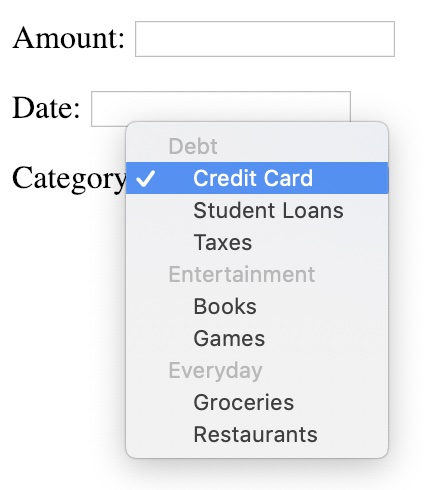 Amount:
Date:
Debt
Category
Credit Card
Student Loans
Taxes
Entertainment
Books
Games
Everyday
Groceries
Restaurants